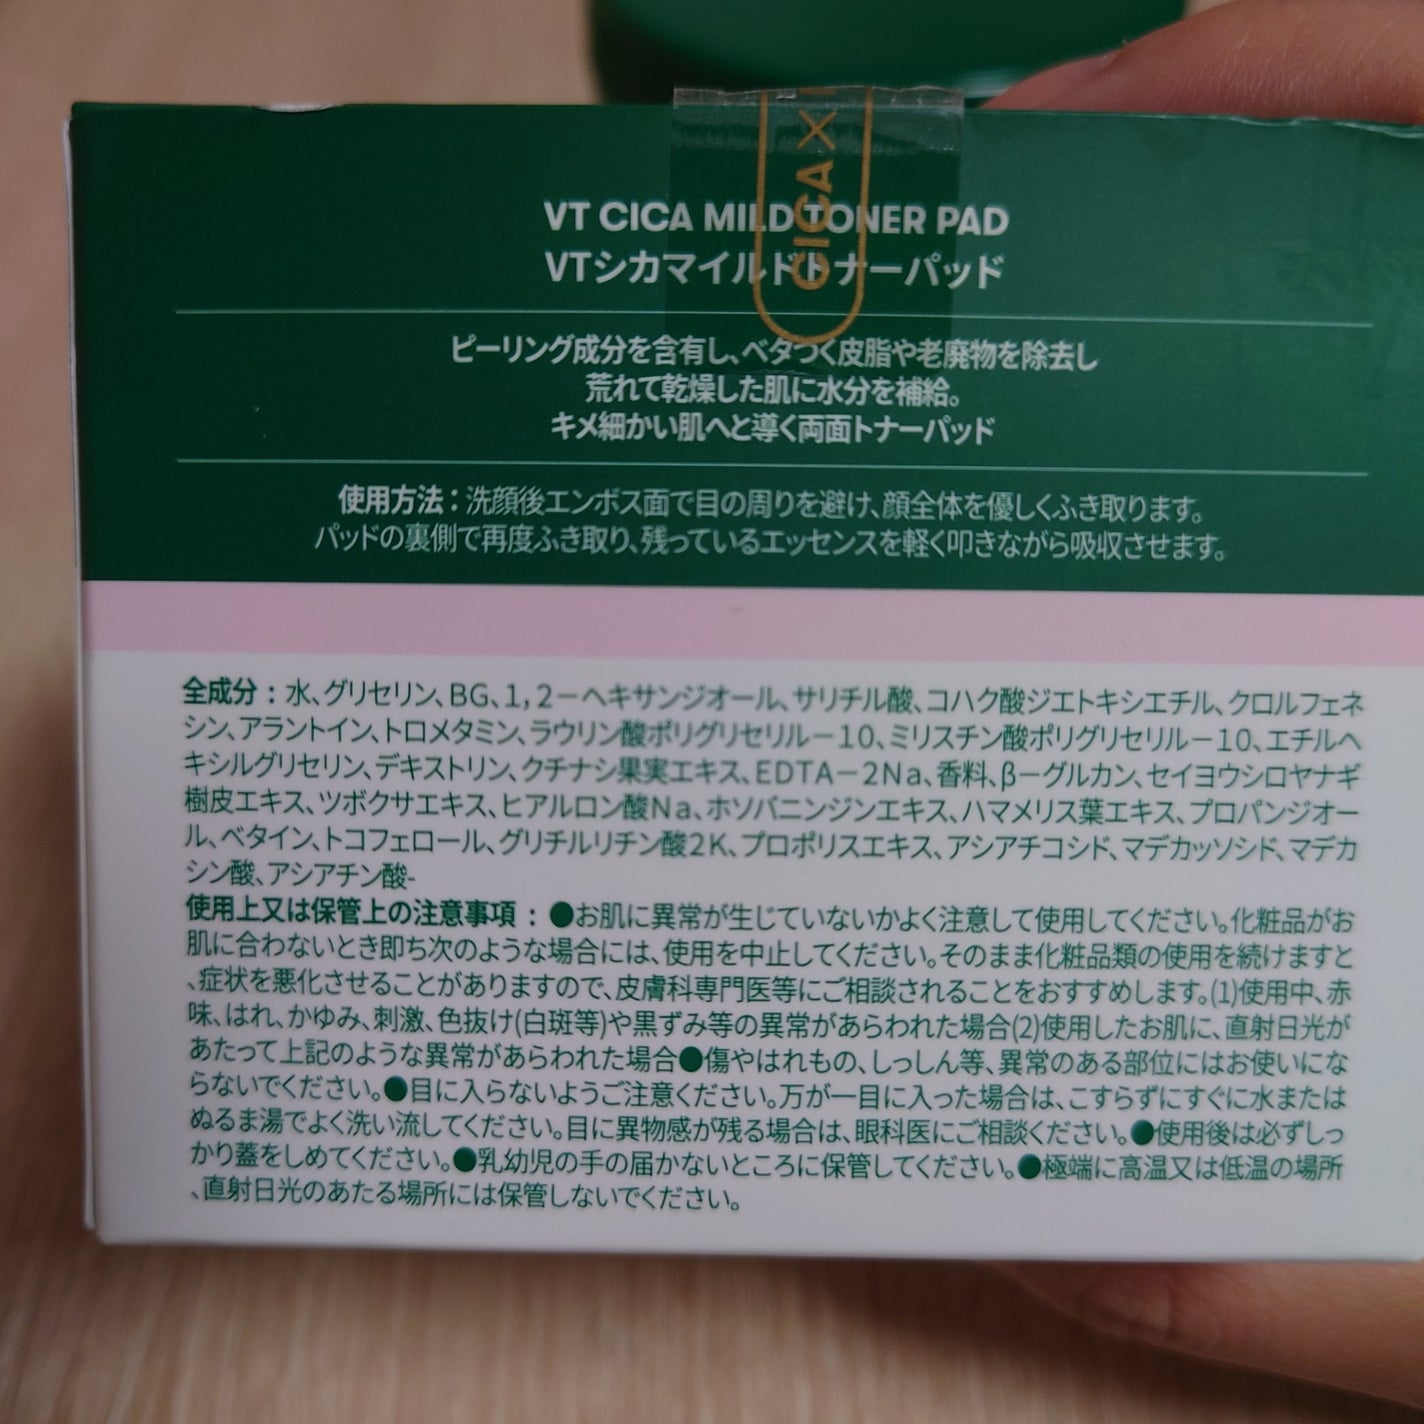 CICA X
VT CICA MILD TONER PAD
VTシカマイルドトナーパッド
ピーリング成分を含有し、ベタつく皮脂や老廃物を除去し
荒れて乾燥した肌に水分を補給。
キメ細かい肌へと導く両面トナーパッド
使用方法：洗顔後エンボス面で目の周りを避け、顔全体を優しくふき取ります。
パッドの裏側で再度ふき取り、残っているエッセンスを軽く叩きながら吸収させます。
全成分：水、グリセリン、BG、1，2－ヘキサンジオール、サリチル酸、コハク酸ジエトキシエチル、クロルフェネ
シン、アラントイン、トロメタミン、ラウリン酸ポリグリセリル－10、ミリスチン酸ポリグリセリル－10、エチルヘ
キシルグリセリン、デキストリン、クチナシ果実エキス、EDTA－2Na、香料、β－グルカン、セイヨウシロヤナギ
樹皮エキス、ツボクサエキス、ヒアルロン酸Na、ホソバニンジンエキス、ハマメリス葉エキス、プロパンジオー
ル、ベタイン、トコフェロール、グリチルリチン酸2K、プロポリスエキス、アシアチコシド、マデカッソシド、マデカ
シン酸、アシアチン酸-
使用上又は保管上の注意事項：●お肌に異常が生じていないかよく注意して使用してください。化粧品がお
肌に合わないとき即ち次のような場合には、使用を中止してください。そのまま化粧品類の使用を続けますと
、症状を悪化させることがありますので、皮膚科専門医等にご相談されることをおすすめします。(1)使用中、赤
味、はれ、かゆみ、刺激、色抜け(白斑等)や黒ずみ等の異常があらわれた場合(2)使用したお肌に、直射日光が
あたって上記のような異常があらわれた場合●傷やはれもの、しっしん等、異常のある部位にはお使いにな
らないでください。●目に入らないようご注意ください。万が一目に入った場合は、こすらずにすぐに水または
ぬるま湯でよく洗い流してください。目に異物感が残る場合は、眼科医にご相談ください。●使用後は必ずしっ
かり蓋をしめてください。●乳幼児の手の届かないところに保管してください。●極端に高温又は低温の場所
、直射日光のあたる場所には保管しないでください。